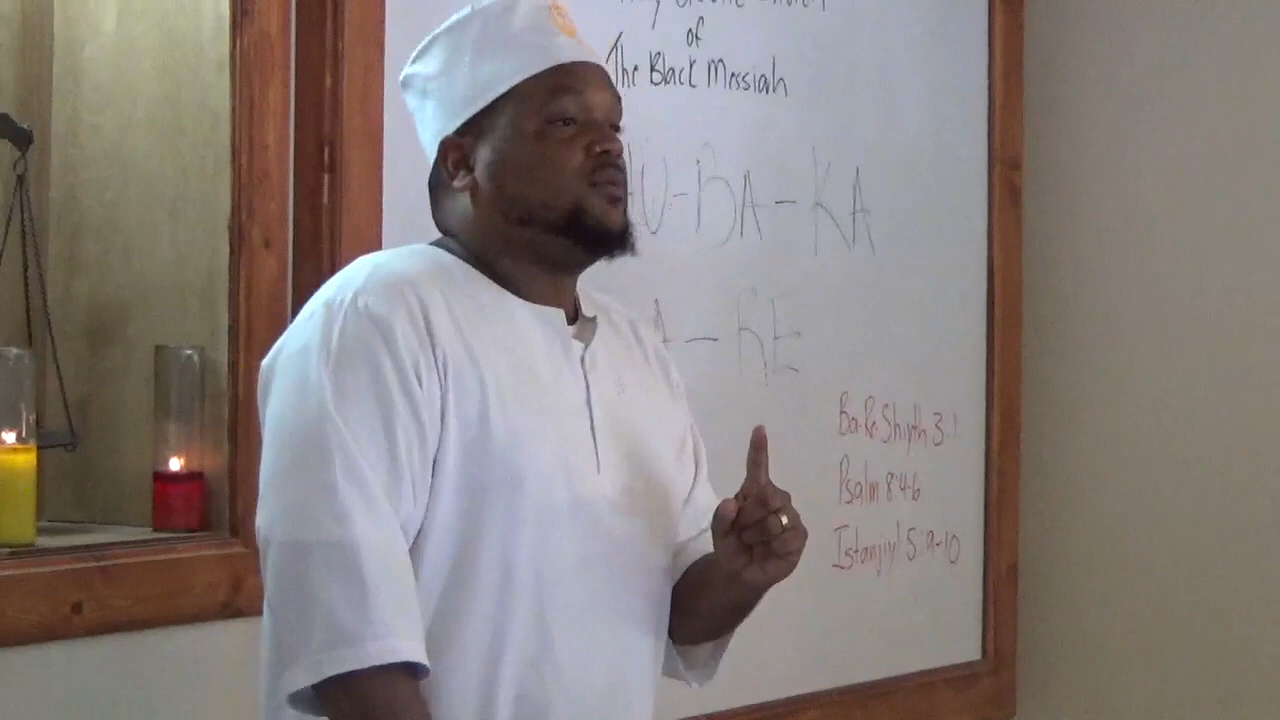 of
The Black Messiah
U-BA-KA
A-RE
Ba-Re-Shiyth 3:1
Psalm 8:4-6
Istanjiyl 5:9-10